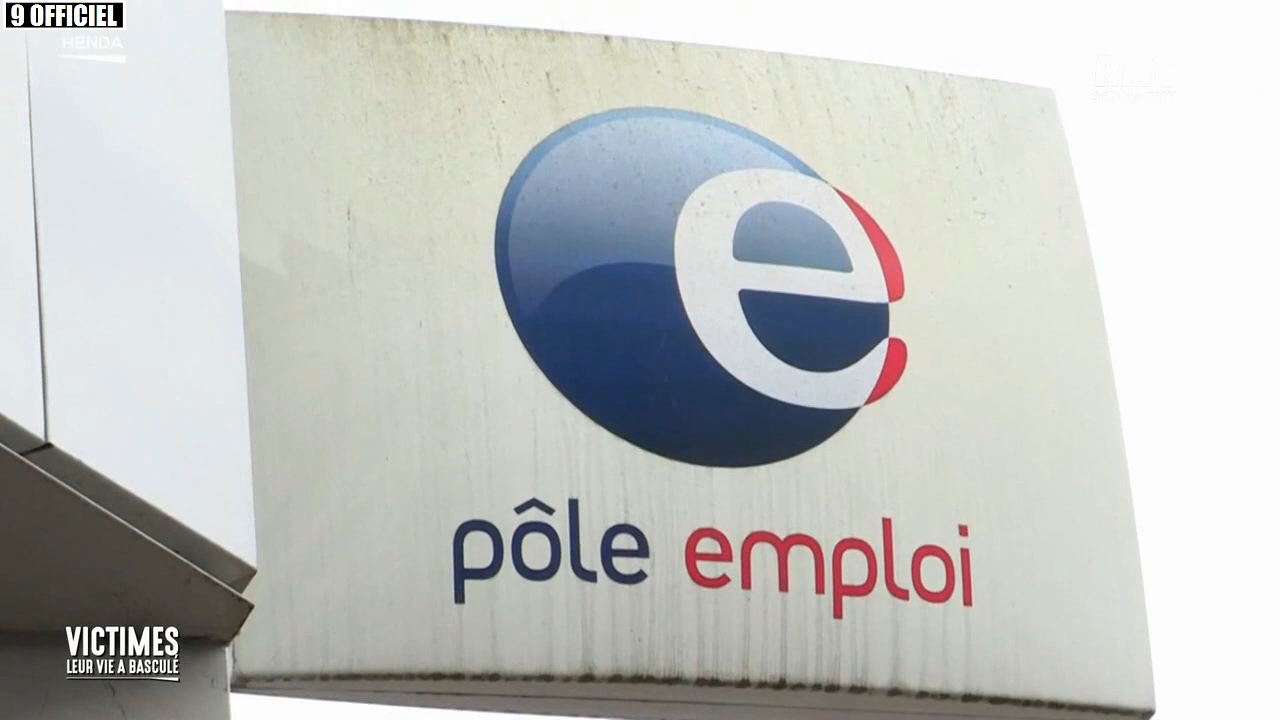 9 OFFICIEL
HENDA
e
pôle emploi
VICTIMES
LEUR VIE A BASCULÉ